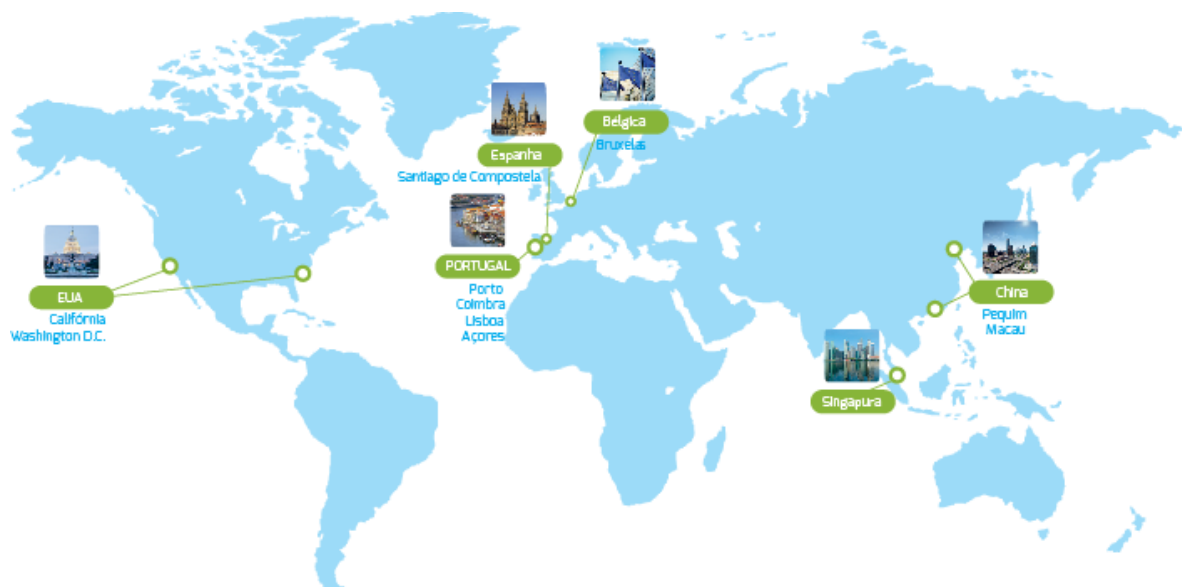 Bélgica
Bruxelas
Espanha
Santiago de Compostela
PORTUGAL
Porto
Coimbra
Lisboa
Açores
EUA
Califórnia
Washington D.C.
China
Pequim
Macau
Singapura